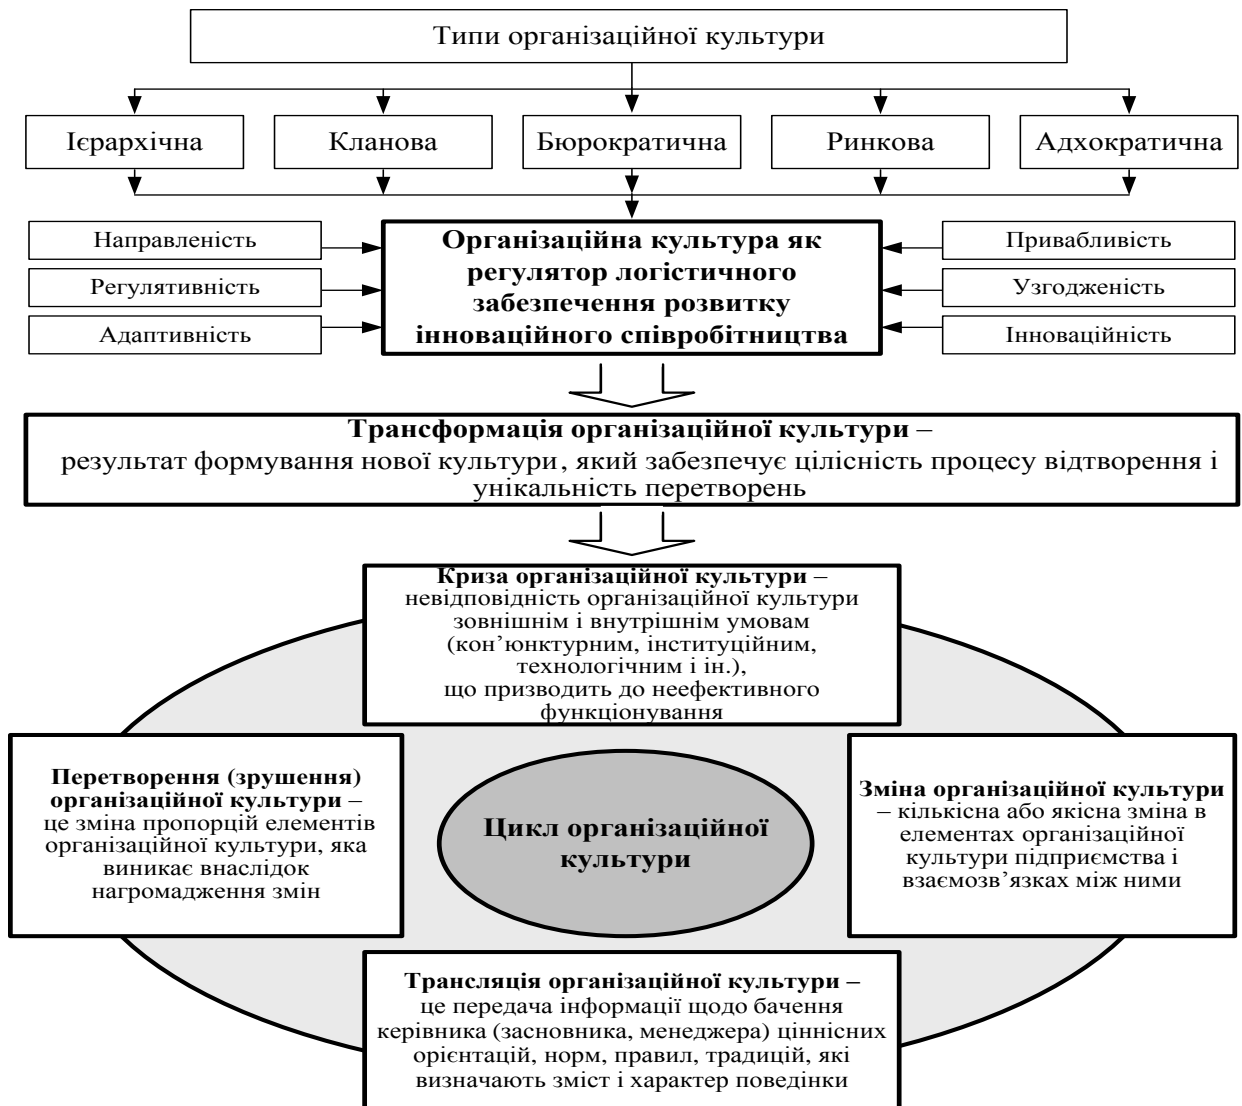 Типи організаційної культури
Ієрархічна
Кланова
Бюрократична
Ринкова
Адхократична
Направленість
Регулятивність
Адаптивність
Організаційна культура як
регулятор логістичного
забезпечення розвитку
інноваційного співробітництва
Привабливість
Узгодженість
Інноваційність
Трансформація організаційної культури –
результат формування нової культури, який забезпечує цілісність процесу відтворення і
унікальність перетворень
Криза організаційної культури –
невідповідність організаційної культури
зовнішнім і внутрішнім умовам
(кон’юнктурним, інституційним,
технологічним і ін.),
що призводить до неефективного
функціонування
Перетворення (зрушення)
організаційної культури –
це зміна пропорцій елементів
організаційної культури, яка
виникає внаслідок
нагромадження змін
Цикл організаційної
культури
Зміна організаційної культури
– кількісна або якісна зміна в
елементах організаційної
культури підприємства і
взаємозв’язках між ними
Трансляція організаційної культури –
це передача інформації щодо бачення
керівника (засновника, менеджера) ціннісних
орієнтацій, норм, правил, традицій, які
визначають зміст і характер поведінки